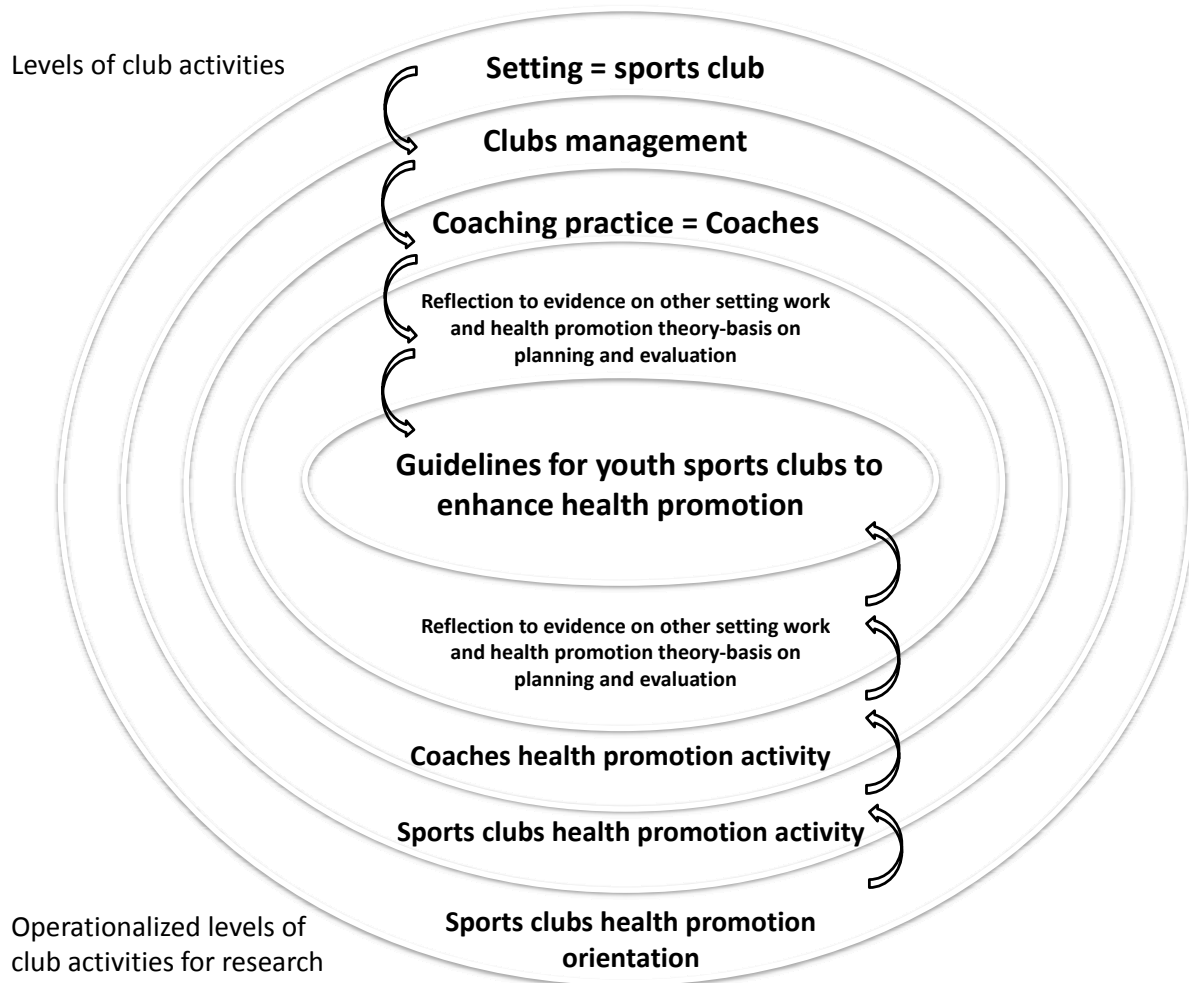 Levels of club activities
Setting = sports club
Clubs management
Coaching practice = Coaches
Reflection to evidence on other setting work
and health promotion theory-basis on
planning and evaluation
Guidelines for youth sports clubs to
enhance health promotion
Reflection to evidence on other setting work
and health promotion theory-basis on
planning and evaluation
Coaches health promotion activity
Sports clubs health promotion activity
Sports clubs health promotion
orientation
Operationalized levels of
club activities for research